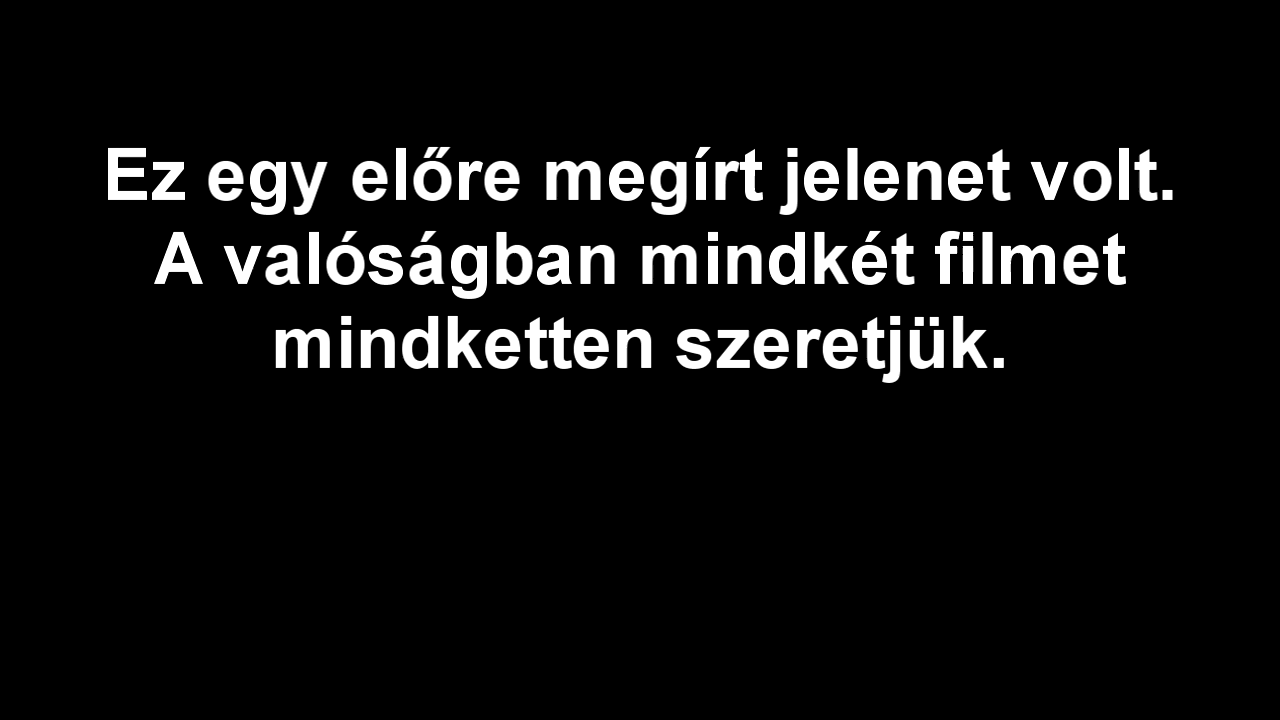 Ez egy előre megírt jelenet volt.
A valóságban mindkét filmet
mindketten szeretjük.